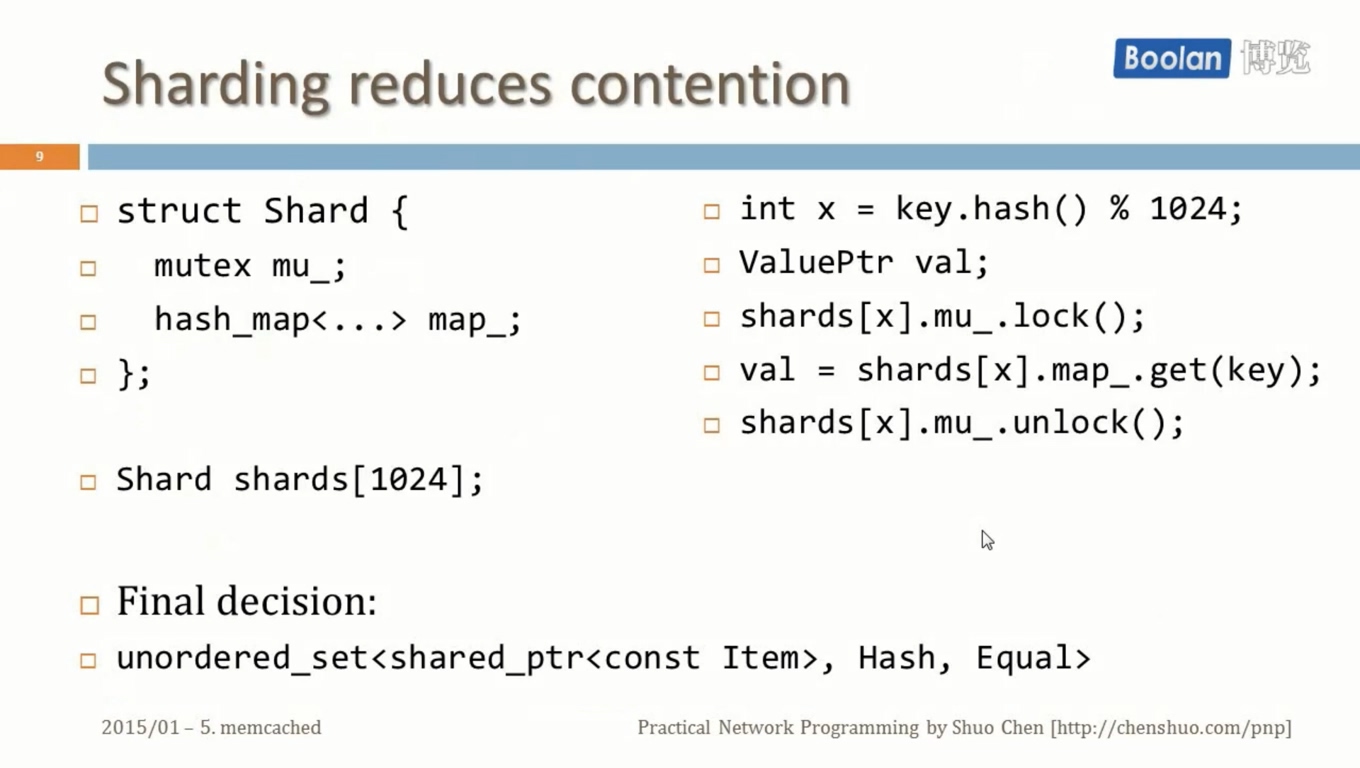 Sharding reduces contention
Boolan 博览
9
struct Shard {
mutex mu_;
hash_map<...> map_;
};
Shard shards[1024];
int x = key.hash() % 1024;
ValuePtr val;
shards[x].mu_.lock();
val = shards[x].map_.get(key);
shards[x].mu_.unlock();
Final decision:
unordered_set<shared_ptr<const Item>, Hash, Equal>
2015/01 – 5. memcached
Practical Network Programming by Shuo Chen [http://chenshuo.com/pnp]